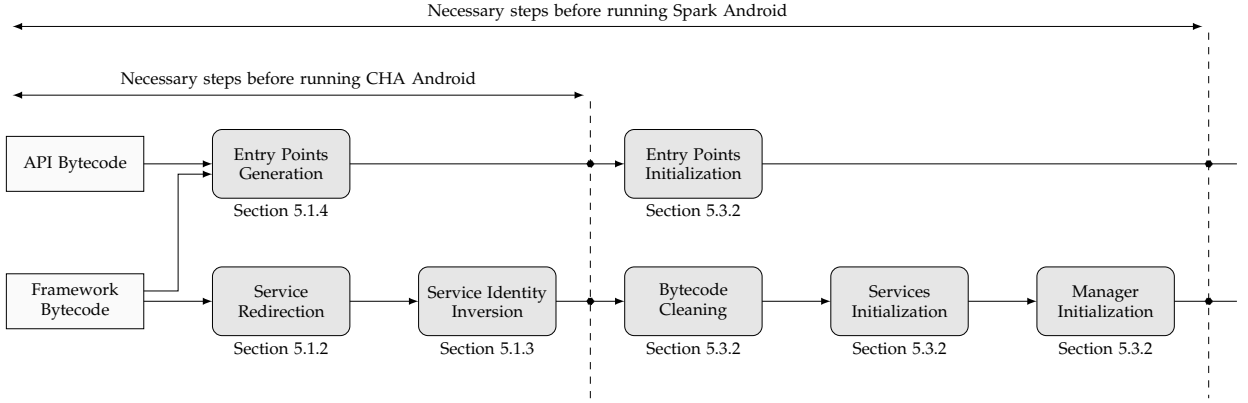 Necessary steps before running Spark Android
Necessary steps before running CHA Android
API Bytecode
Entry Points
Generation
Section 5.1.4
Entry Points
Initialization
Section 5.3.2
Framework
Bytecode
Service
Redirection
Section 5.1.2
Service Identity
Inversion
Section 5.1.3
Bytecode
Cleaning
Section 5.3.2
Services
Initialization
Section 5.3.2
Manager
Initialization
Section 5.3.2